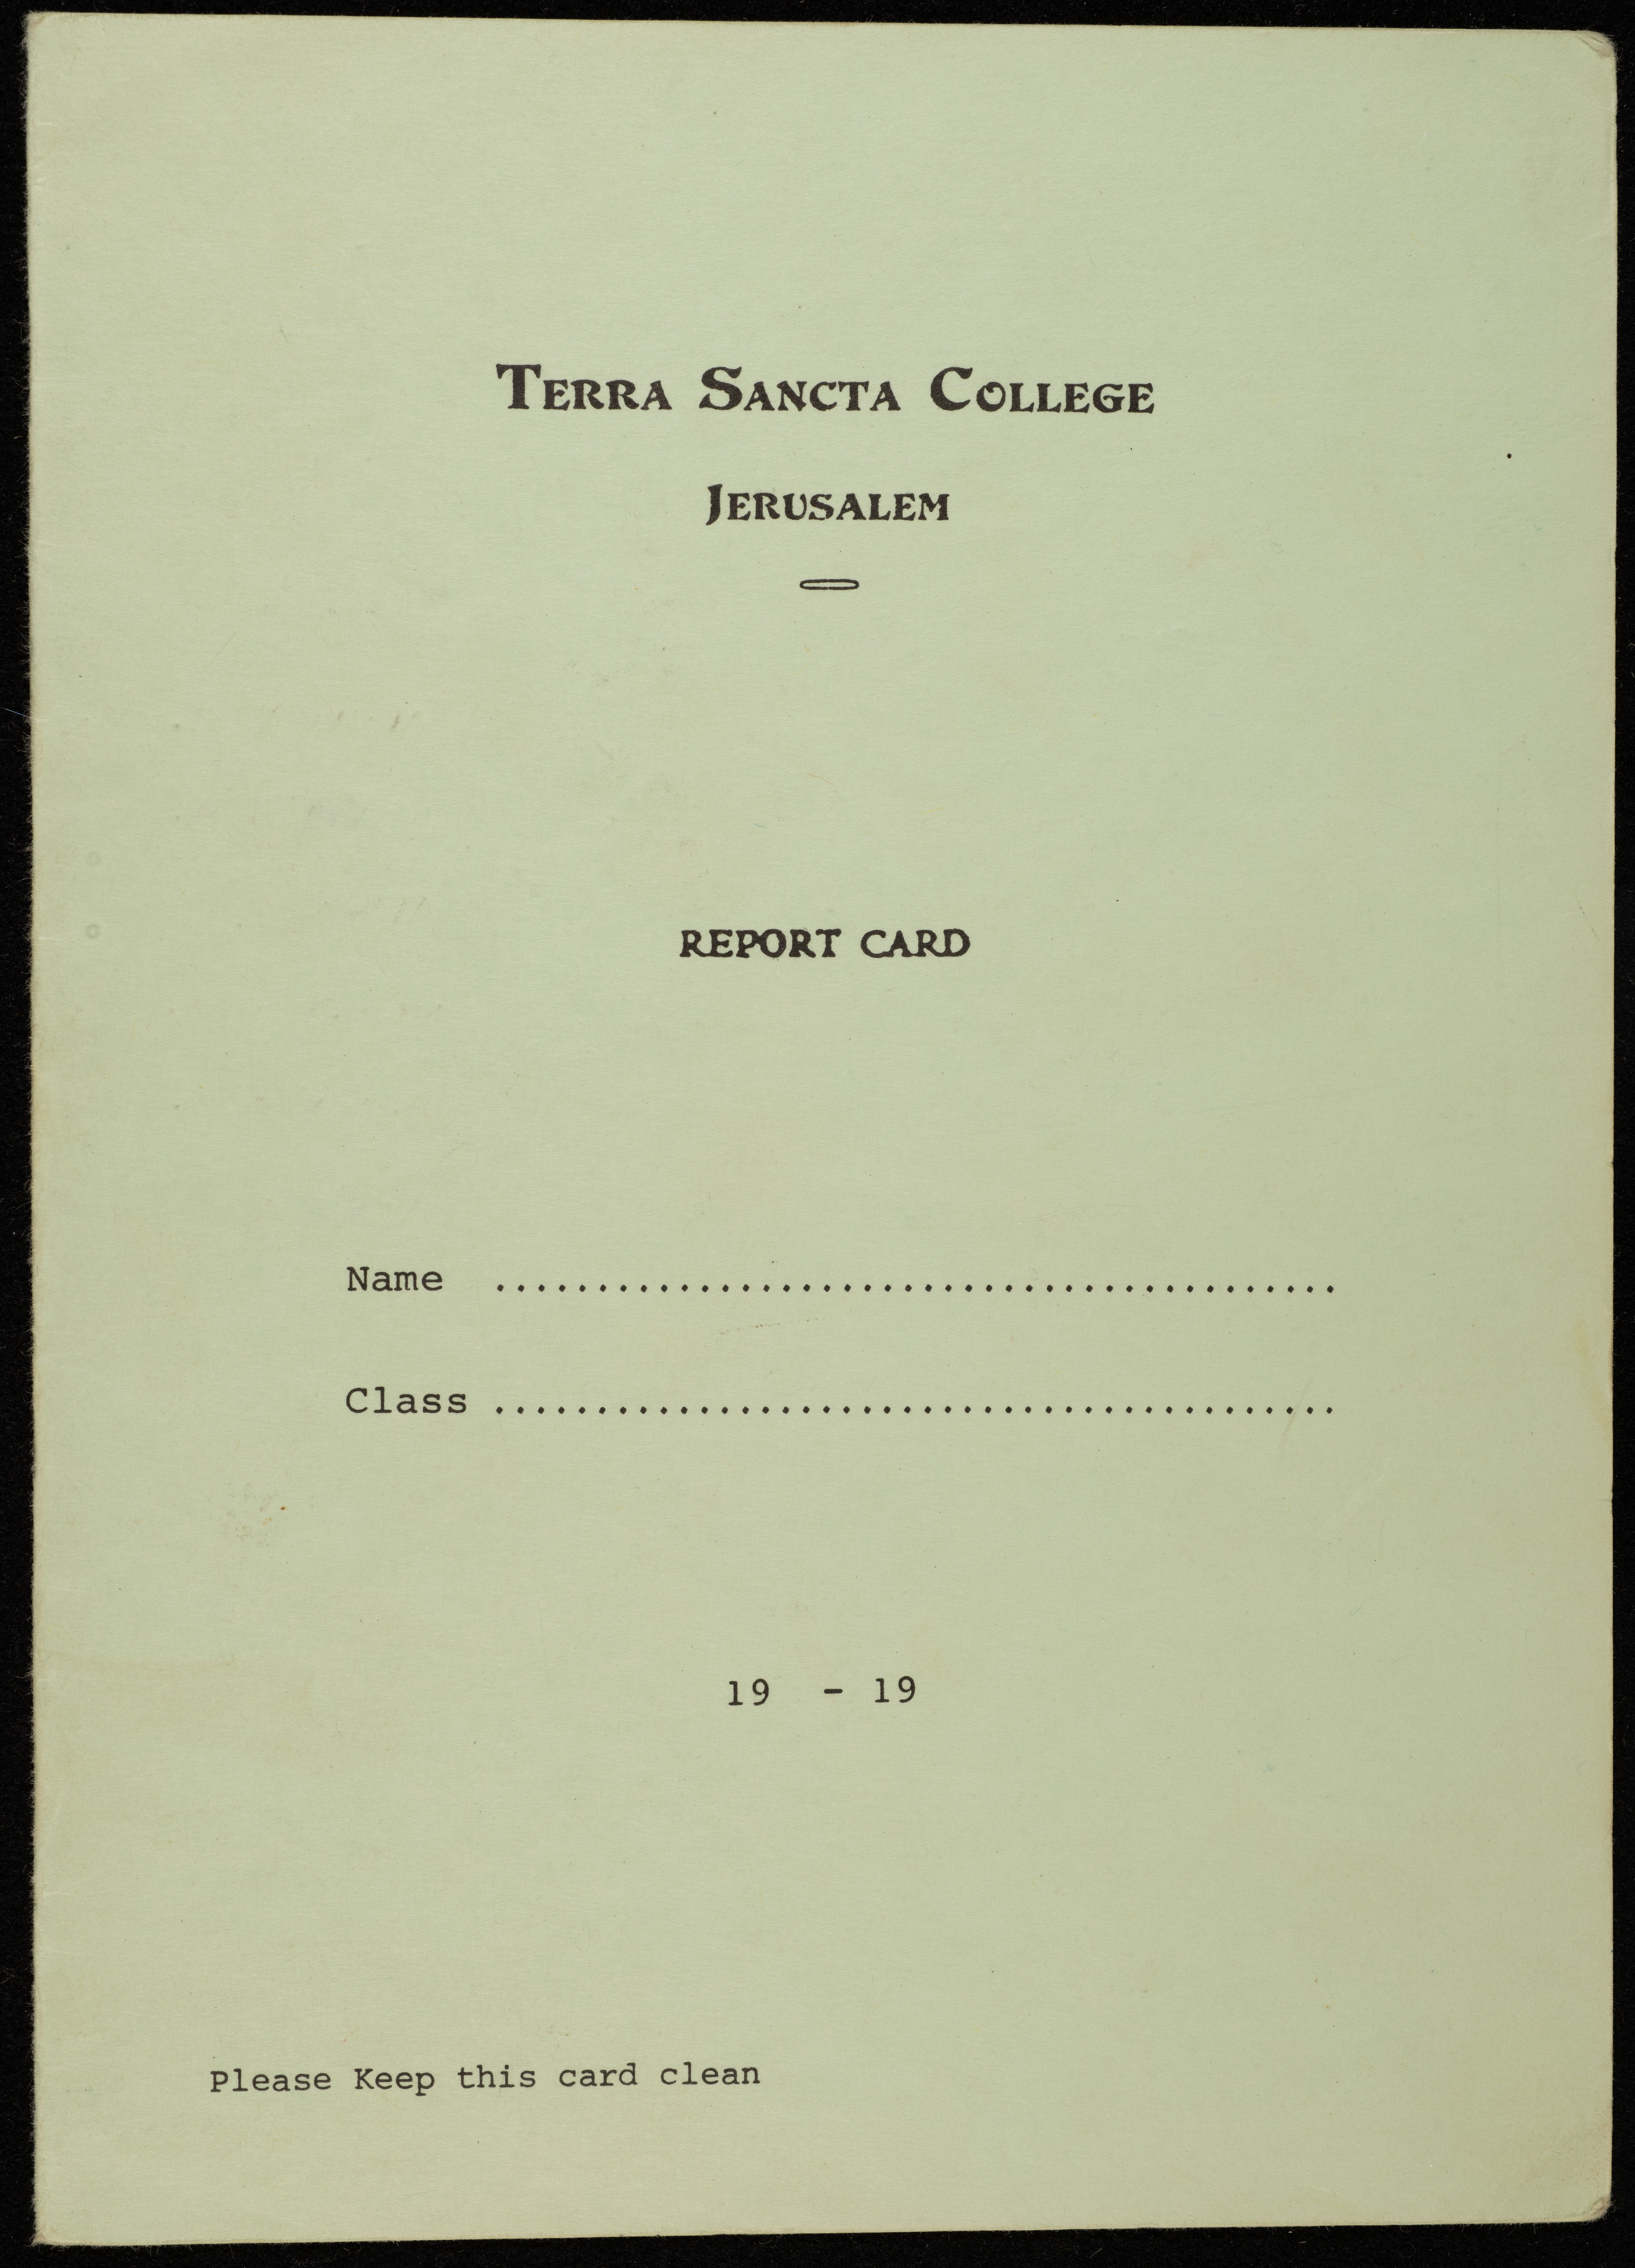 TERRA SANCTA COLLEGE
JERUSALEM
REPORT CARD
Name ..........................................
Class ..........................................
19 - 19
Please Keep this card clean